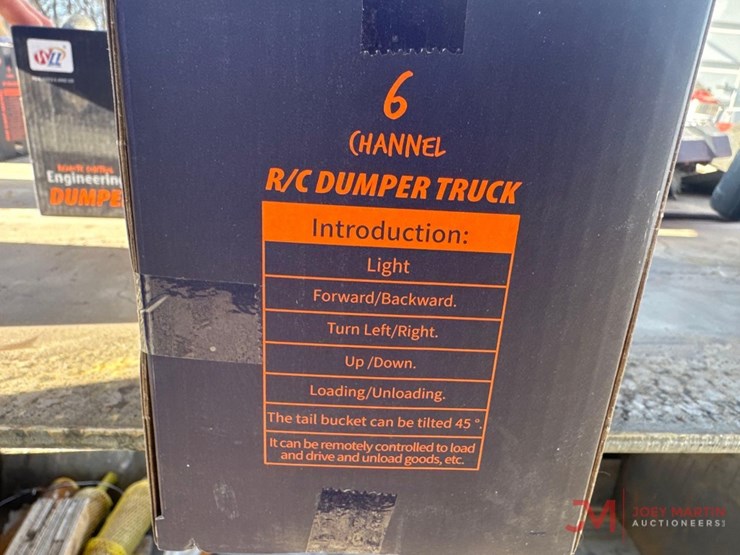 6
CHANNEL
R/C DUMPER TRUCK
Introduction:
Light
Forward/Backward.
Turn Left/Right.
Up /Down.
Loading/Unloading.
The tail bucket can be tilted 45 °.
It can be remotely controlled to load
and drive and unload goods, etc.
Engineering
DUMPE
JM JOEY MARTIN
AUCTIONEERS